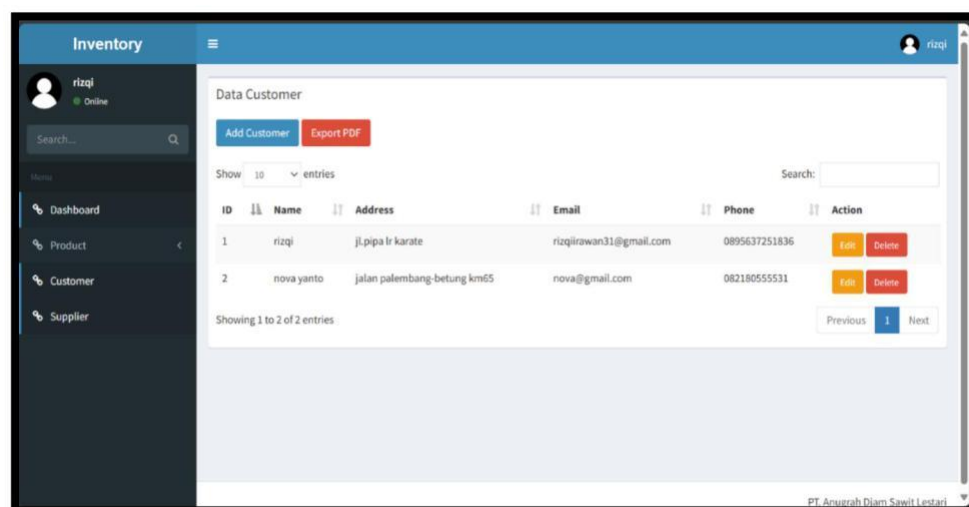 Inventory
rizqi
rizqi
Online
Search...
Menu
Dashboard
Product
Customer
Supplier
Data Customer
Add Customer Export PDF
Show 10 entries Search:
ID Name Address Email Phone Action
1 rizqi jl.pipa lr karate rizqiirawan31@gmail.com 0895637251836 Edit Delete
2 nova yanto jalan palembang-betung km65 nova@gmail.com 082180555531 Edit Delete
Showing 1 to 2 of 2 entries Previous 1 Next
PT. Anugrah Djam Sawit Lestari